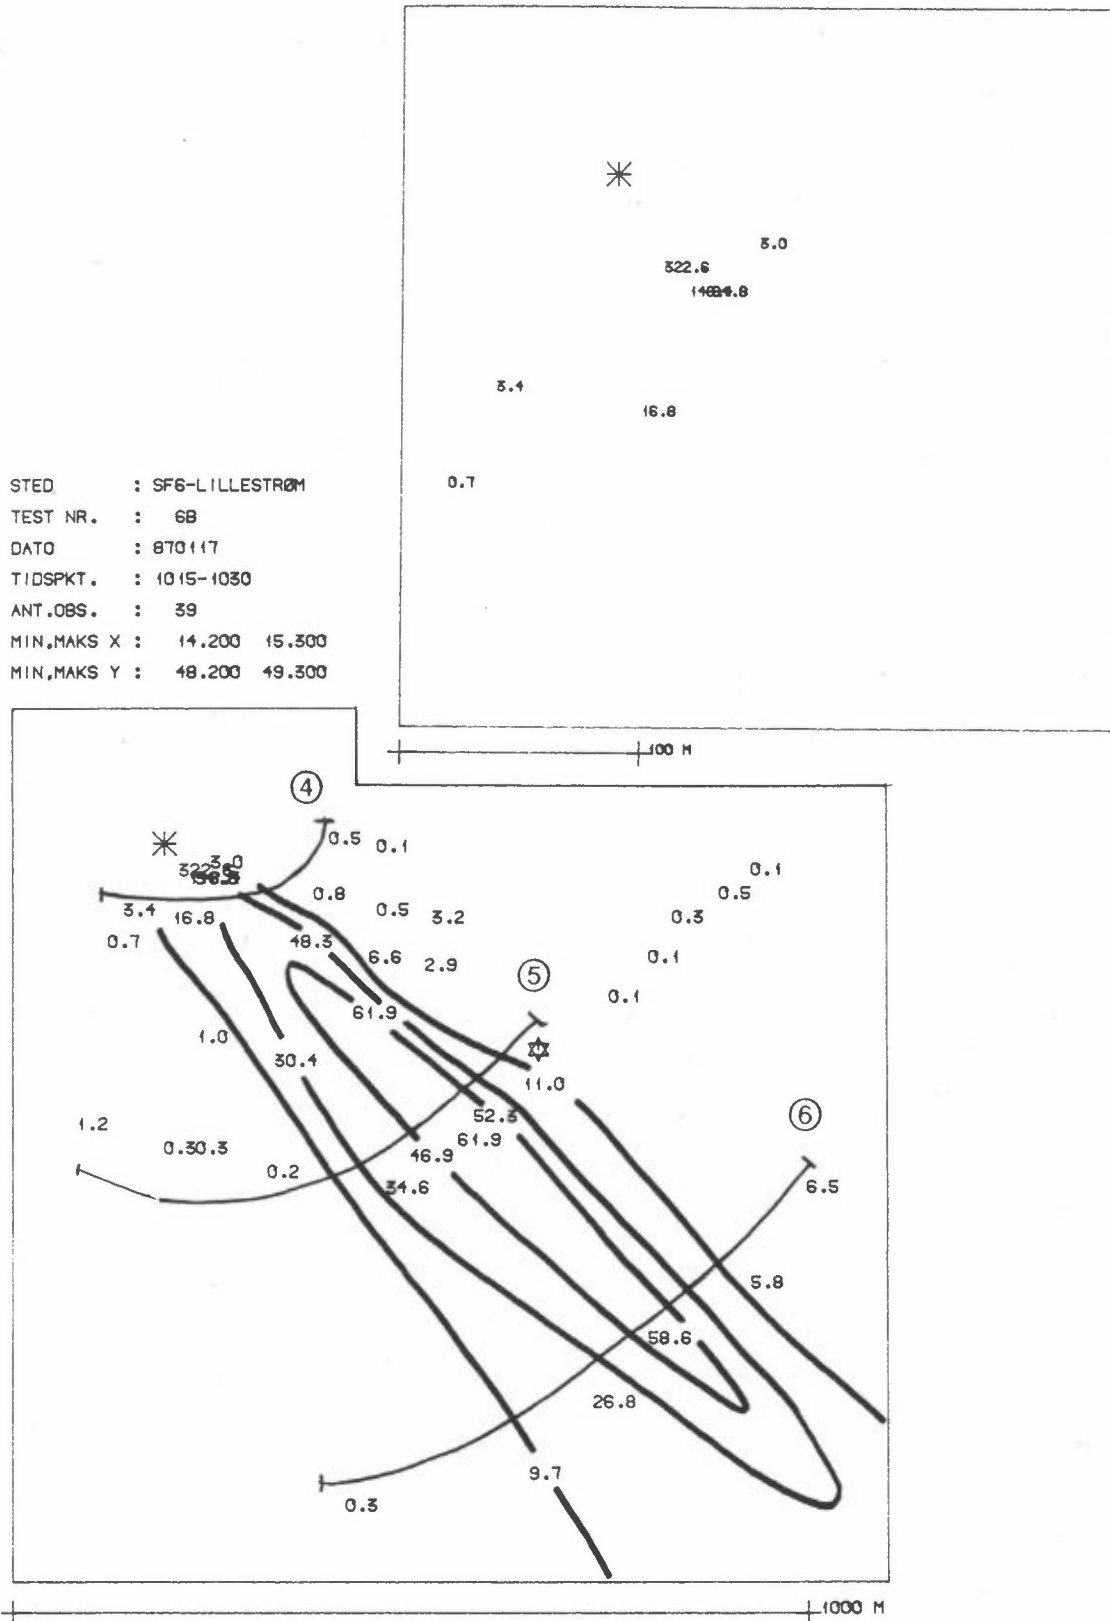 3.0
322.6
3.4
16.8
0.7
STED : SF6-LILLESTRØM
TEST NR. : 6B
DATO : 870117
TIDSPKT. : 1015-1030
ANT.OBS. : 39
MIN,MAKS X : 14.200 15.300
MIN,MAKS Y : 48.200 49.300
100 M
4
0.5 0.1
3.0
0.1
0.8 0.5
3.4 16.8 0.5 3.2 0.3
0.7 48.3
6.6 2.9 0.1
5
0.1
61.9
1.0
30.4
11.0
52.3
6
1.2 61.9
0.30.3 46.9
0.2
34.6 6.5
5.8
58.6
26.8
9.7
0.3
1000 M